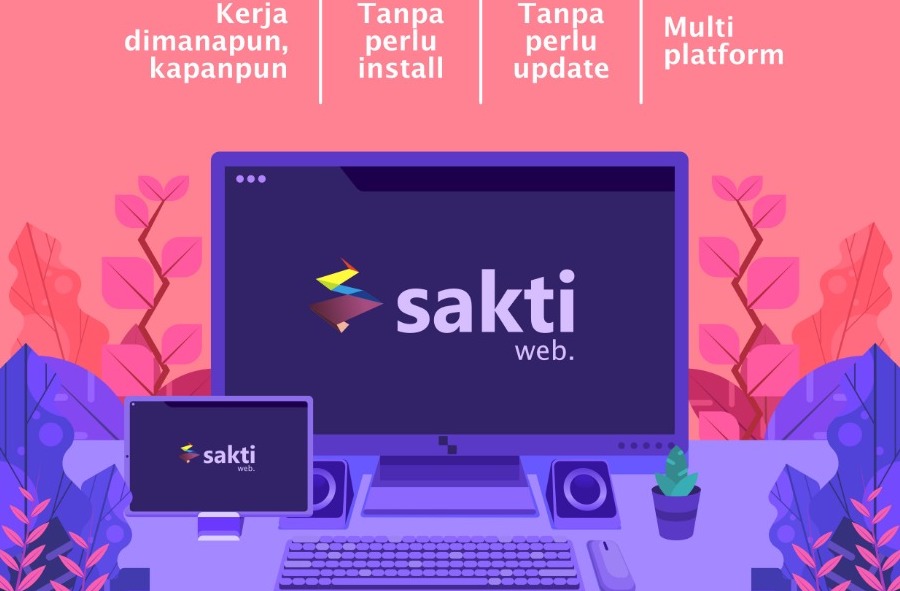 Kerja
dimanapun,
kapanpun
Tanpa
perlu
install
Tanpa
perlu
update
Multi
platform
sakti
web.
sakti
web.